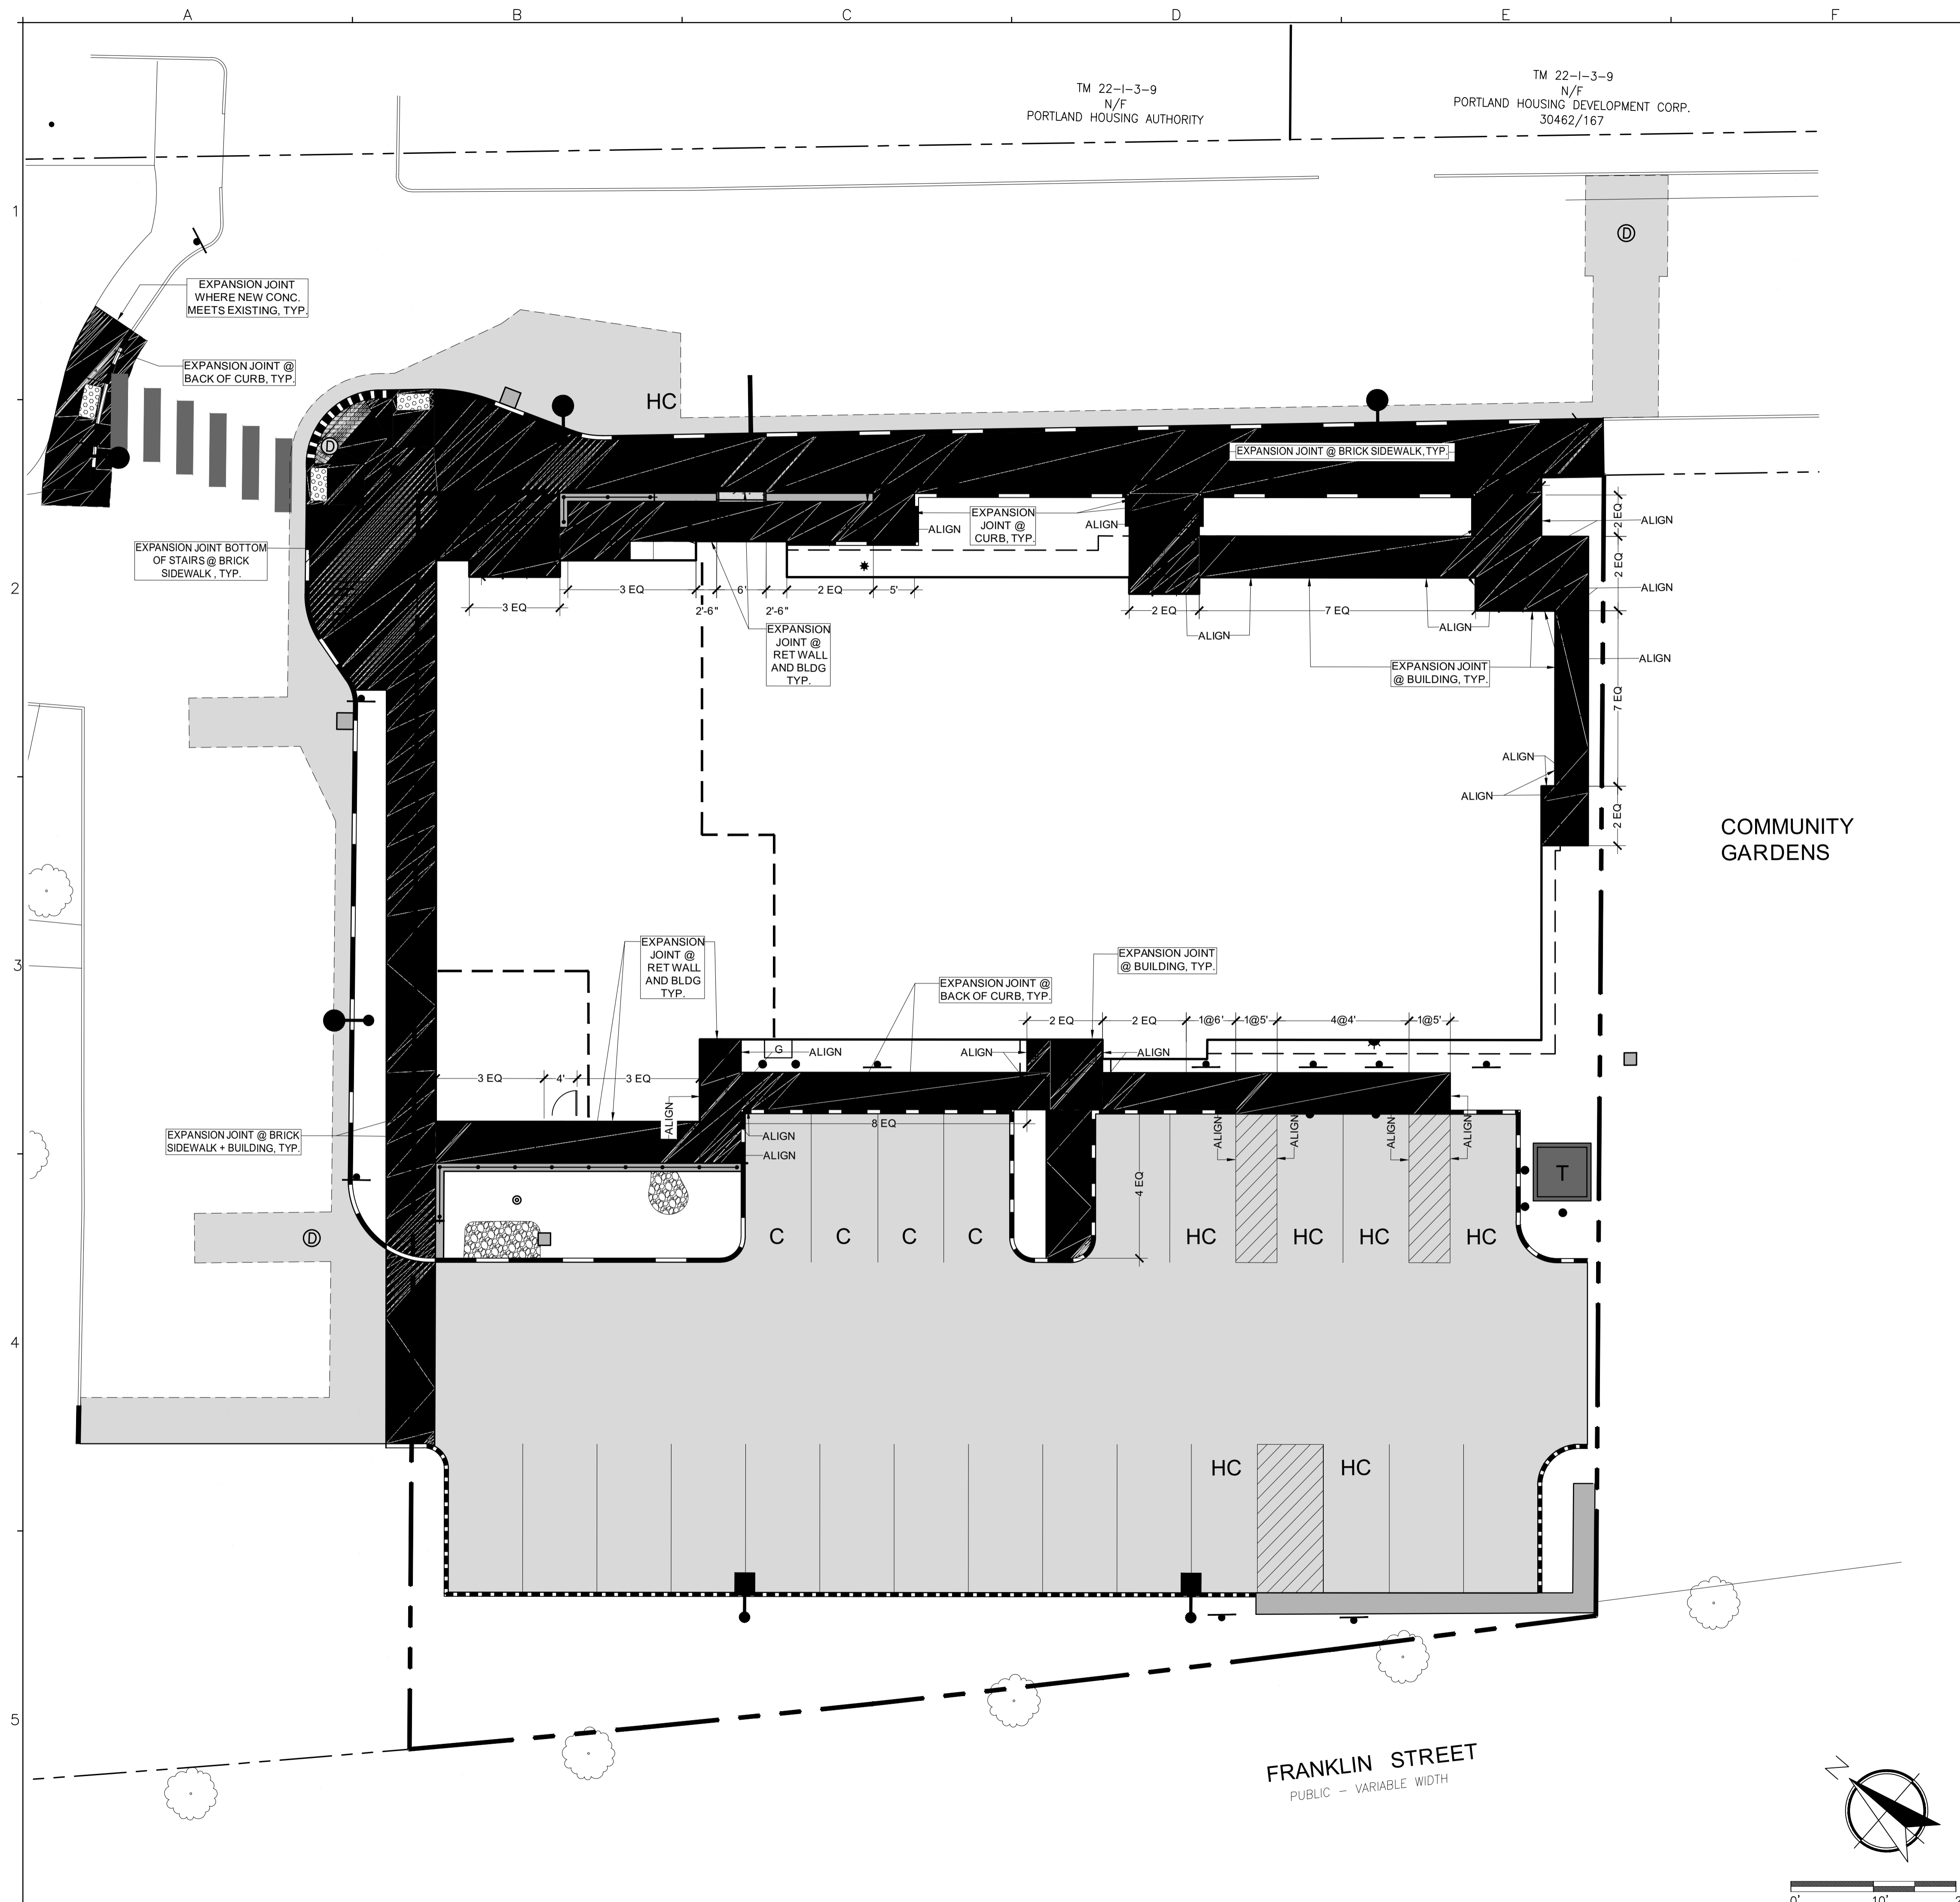 A
B
C
D
E
F
TM 22-1-3-9
N/F
PORTLAND HOUSING AUTHORITY
TM 22-1-3-9
N/F
PORTLAND HOUSING DEVELOPMENT CORP.
30462/167
1
D
EXPANSION JOINT
WHERE NEW CONC.
MEETS EXISTING, TYP.
EXPANSION JOINT @
BACK OF CURB, TYP.
HC
D
EXPANSION JOINT @ BRICK SIDEWALK, TYP.
EXPANSION
JOINT @
CURB, TYP.
ALIGN
ALIGN
2 EQ
ALIGN
EXPANSION JOINT BOTTOM
OF STAIRS @ BRICK
SIDEWALK , TYP.
2
2 EQ
ALIGN
3 EQ
3 EQ
6'
2 EQ
5'
2'-6"
2'-6"
2 EQ
7 EQ
ALIGN
ALIGN
EXPANSION
JOINT @
RET WALL
AND BLDG
TYP.
EXPANSION JOINT
@ BUILDING, TYP.
ALIGN
7 EQ
ALIGN
ALIGN
2 EQ
COMMUNITY
GARDENS
3
EXPANSION
JOINT @
RET WALL
AND BLDG
TYP.
EXPANSION JOINT
@ BUILDING, TYP.
EXPANSION JOINT @
BACK OF CURB, TYP.
2 EQ
2 EQ
1@6'
1@5'
4@4'
1@5'
G
ALIGN
ALIGN
ALIGN
3 EQ
4'
3 EQ
ALIGN
8 EQ
ALIGN
ALIGN
ALIGN
ALIGN
ALIGN
ALIGN
EXPANSION JOINT @ BRICK
SIDEWALK + BUILDING, TYP.
4 EQ
T
D
C
C
C
C
HC
HC
HC
HC
4
HC
HC
5
FRANKLIN STREET
PUBLIC - VARIABLE WIDTH
N
0'
10'